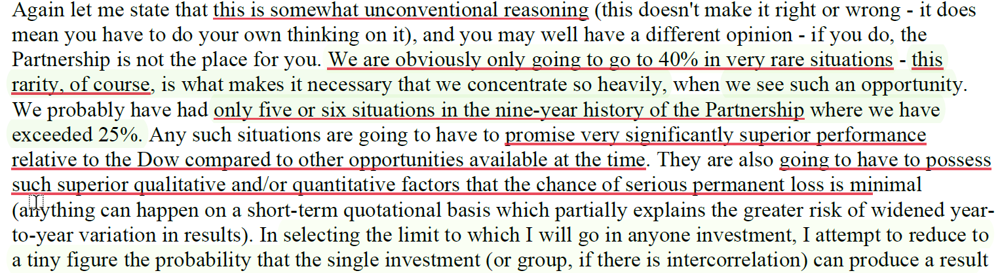 Again let me state that this is somewhat unconventional reasoning (this doesn't make it right or wrong - it does
mean you have to do your own thinking on it), and you may well have a different opinion - if you do, the
Partnership is not the place for you. We are obviously only going to go to 40% in very rare situations - this
rarity, of course, is what makes it necessary that we concentrate so heavily, when we see such an opportunity.
We probably have had only five or six situations in the nine-year history of the Partnership where we have
exceeded 25%. Any such situations are going to have to promise very significantly superior performance
relative to the Dow compared to other opportunities available at the time. They are also going to have to possess
such superior qualitative and/or quantitative factors that the chance of serious permanent loss is minimal
(anything can happen on a short-term quotational basis which partially explains the greater risk of widened year-
to-year variation in results). In selecting the limit to which I will go in anyone investment, I attempt to reduce to
a tiny figure the probability that the single investment (or group, if there is intercorrelation) can produce a result